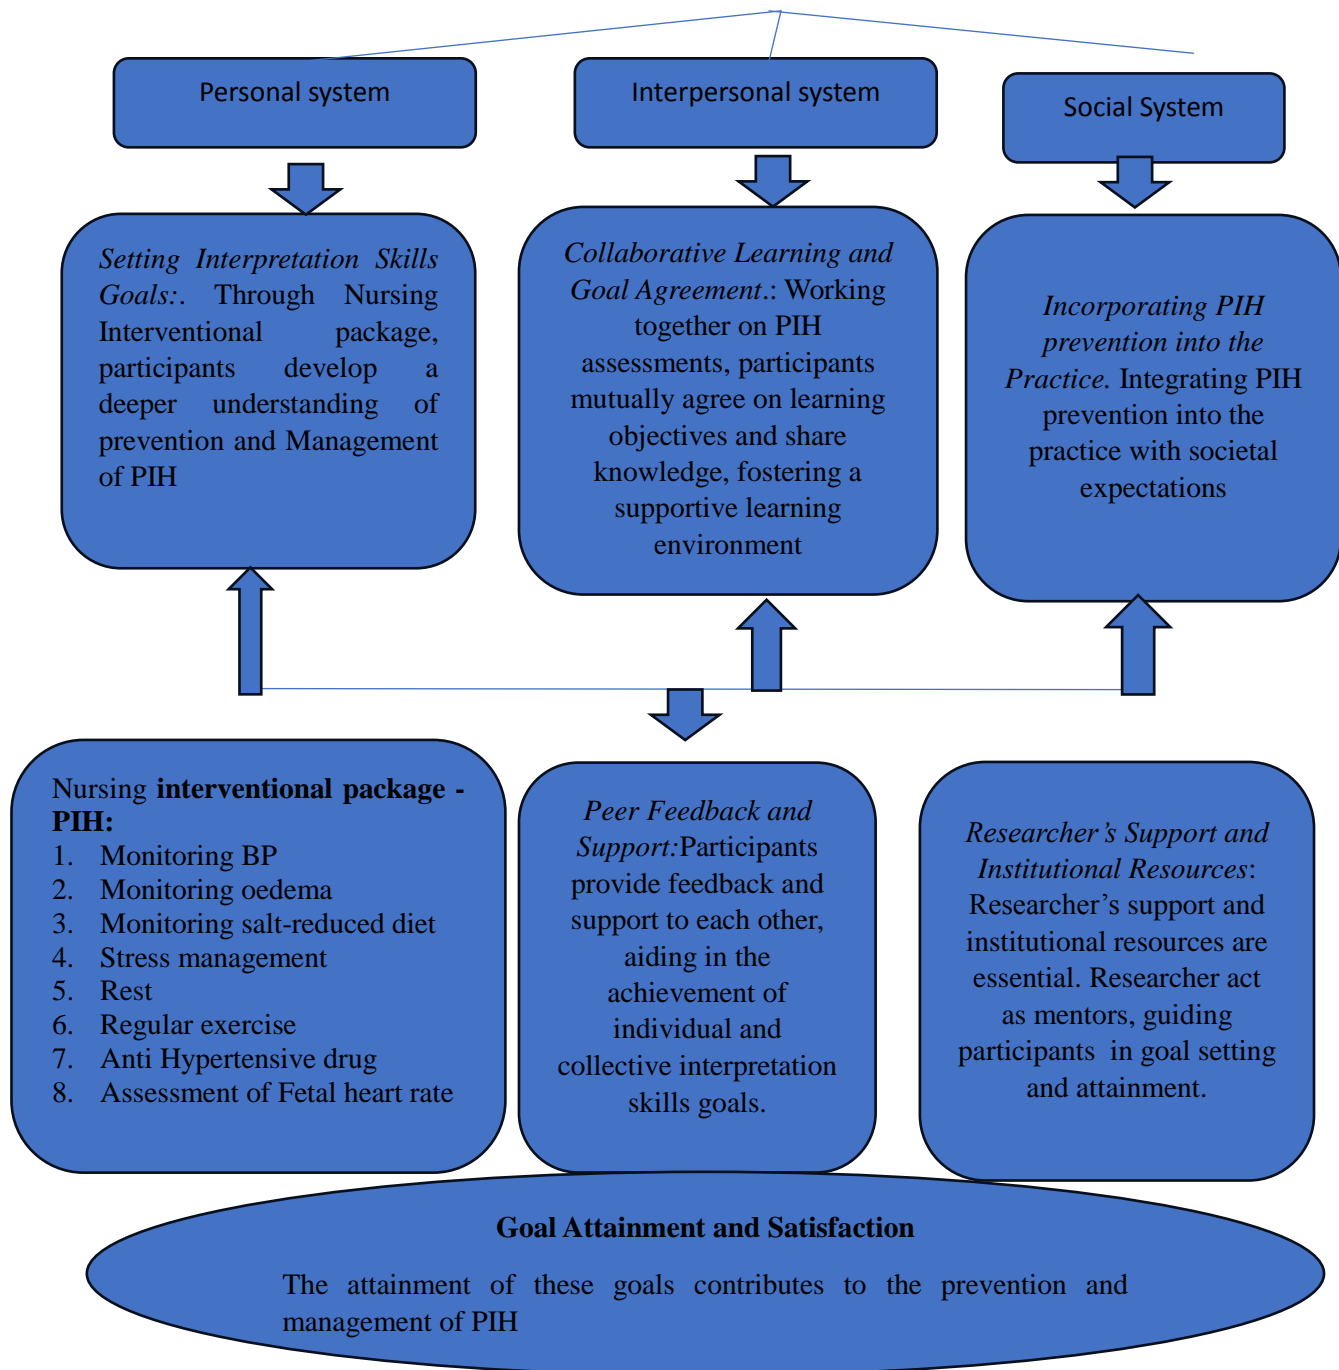 Personal system
Interpersonal system
Social System
Setting Interpretation Skills
Goals:. Through Nursing
Interventional package,
participants develop a
deeper understanding of
prevention and Management
of PIH
Collaborative Learning and
Goal Agreement.: Working
together on PIH
assessments, participants
mutually agree on learning
objectives and share
knowledge, fostering a
supportive learning
environment
Incorporating PIH
prevention into the
Practice. Integrating PIH
prevention into the
practice with societal
expectations
Nursing interventional package -
PIH:
1. Monitoring BP
2. Monitoring oedema
3. Monitoring salt-reduced diet
4. Stress management
5. Rest
6. Regular exercise
7. Anti Hypertensive drug
8. Assessment of Fetal heart rate
Peer Feedback and
Support:Participants
provide feedback and
support to each other,
aiding in the
achievement of
individual and
collective interpretation
skills goals.
Researcher’s Support and
Institutional Resources:
Researcher’s support and
institutional resources are
essential. Researcher act
as mentors, guiding
participants in goal setting
and attainment.
Goal Attainment and Satisfaction
The attainment of these goals contributes to the prevention and
management of PIH